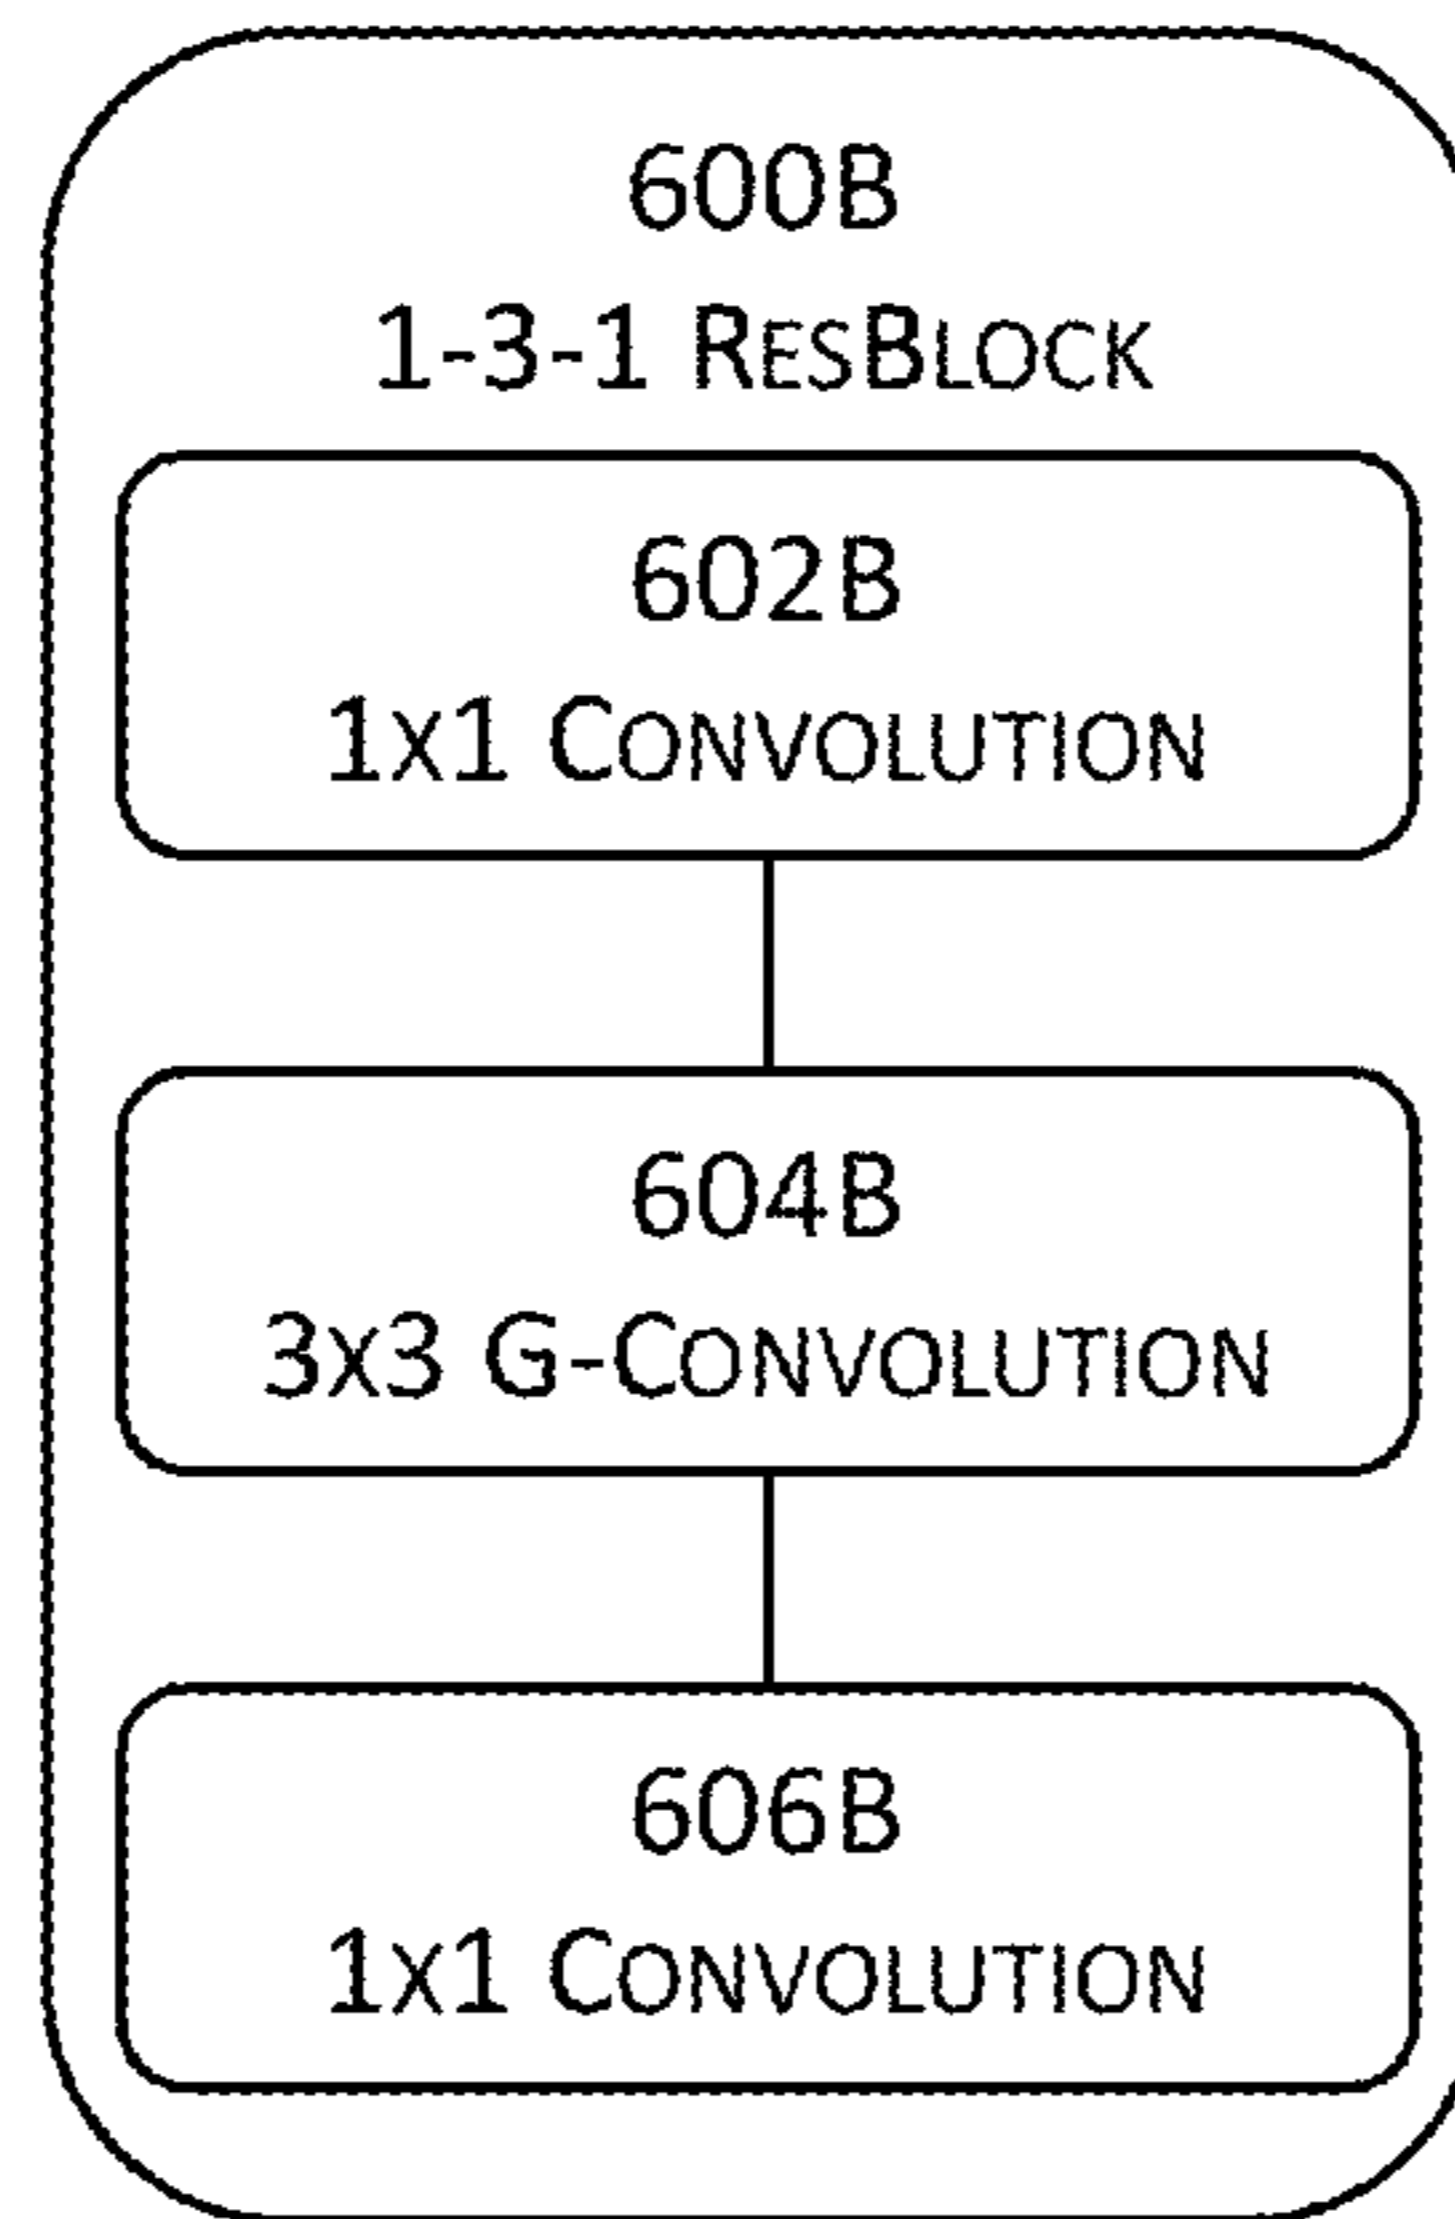 600B
1-3-1 ResBlock
602B
1x1 Convolution
604B
3x3 G-Convolution
606B
1x1 Convolution